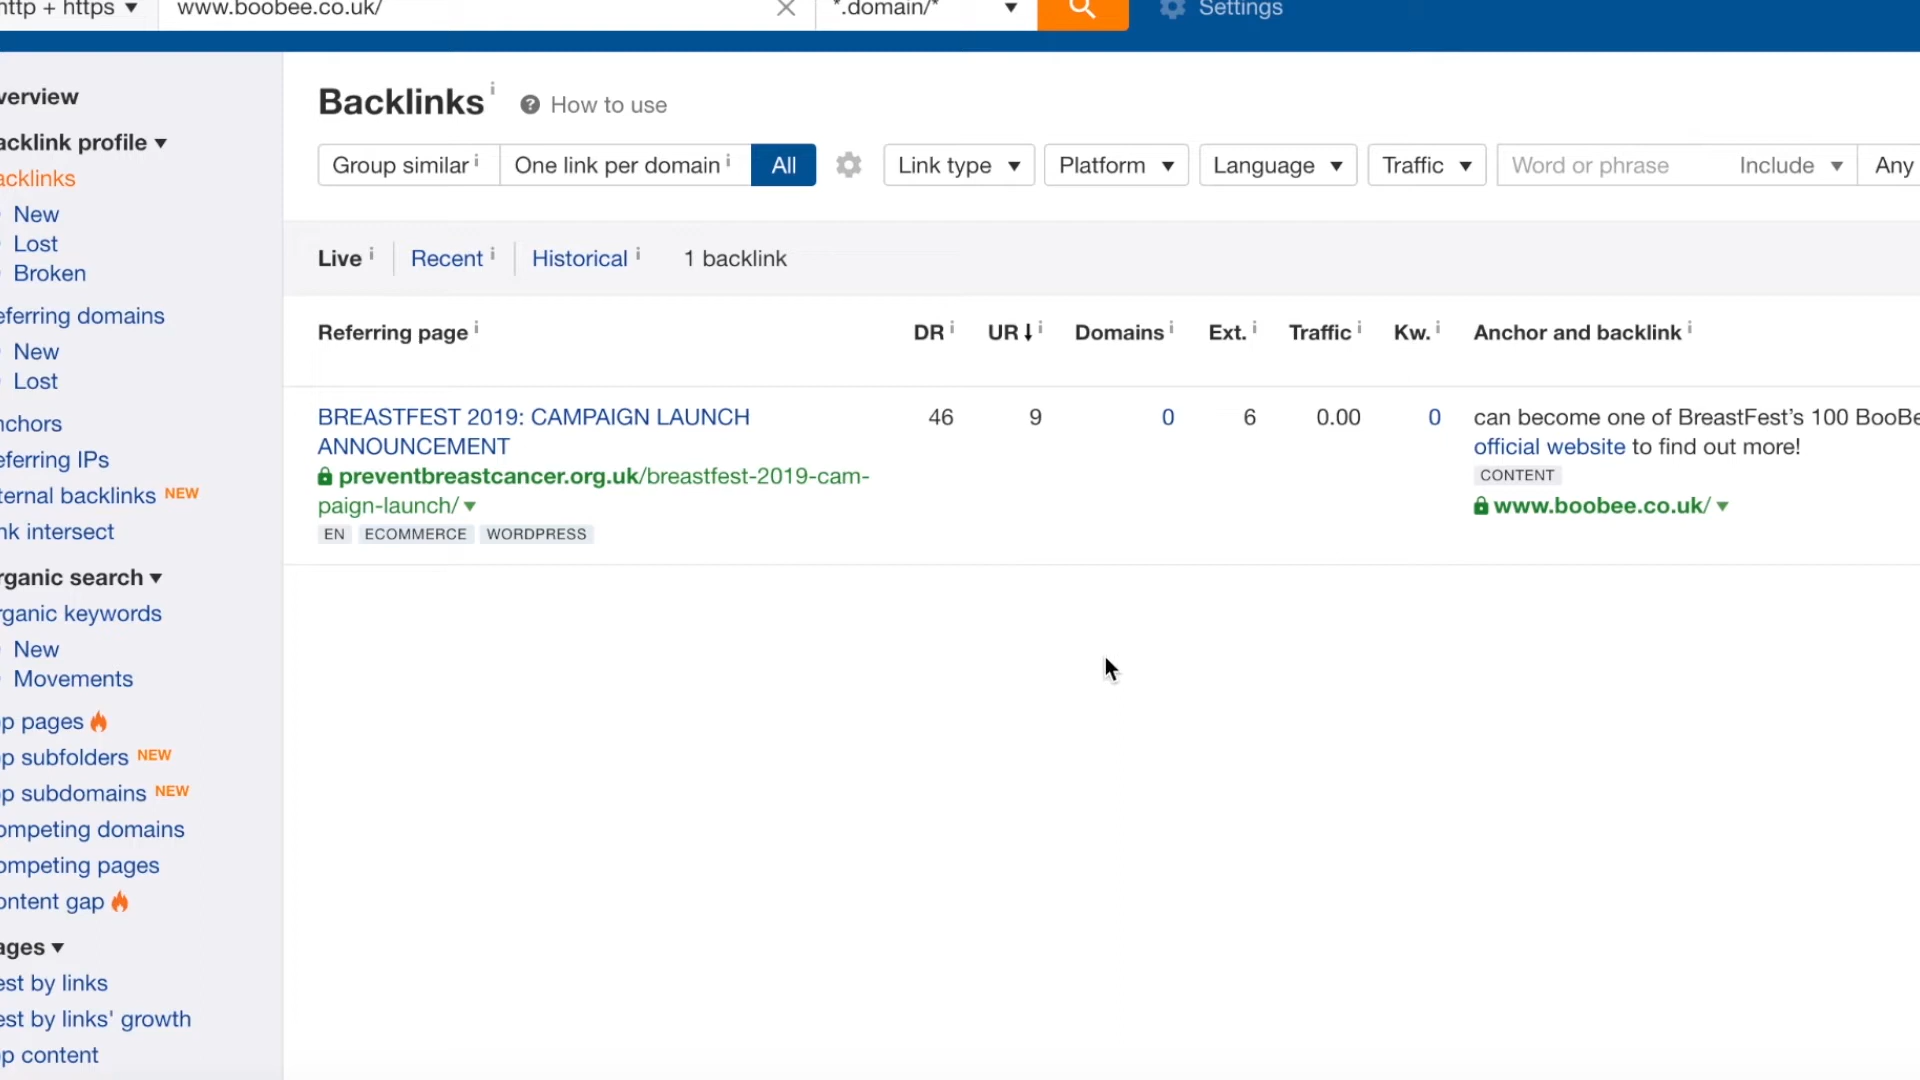 http + https ▼ www.boobee.co.uk/ *.domain/* ▼ Settings
verview
Backlinks i How to use
acklink profile ▼
Group similar i One link per domain i All Link type ▼ Platform ▼ Language ▼ Traffic ▼ Word or phrase Include ▼ Any
acklinks
New
Lost
Broken
Live i Recent i Historical i 1 backlink
eferring domains
New
Lost
Referring page i DR i UR↓ i Domains i Ext. i Traffic i Kw. i Anchor and backlink i
nchors
eferring IPs
ternal backlinks NEW
nk intersect
BREASTFEST 2019: CAMPAIGN LAUNCH 46 9 0 6 0.00 0 can become one of BreastFest's 100 BooBe
ANNOUNCEMENT official website to find out more!
preventbreastcancer.org.uk/breastfest-2019-cam- CONTENT
paign-launch/ ▼ www.boobee.co.uk/ ▼
EN ECOMMERCE WORDPRESS
rganic search ▼
rganic keywords
New
Movements
p pages
p subfolders NEW
p subdomains NEW
ompeting domains
ompeting pages
ontent gap
ages ▼
est by links
est by links' growth
p content